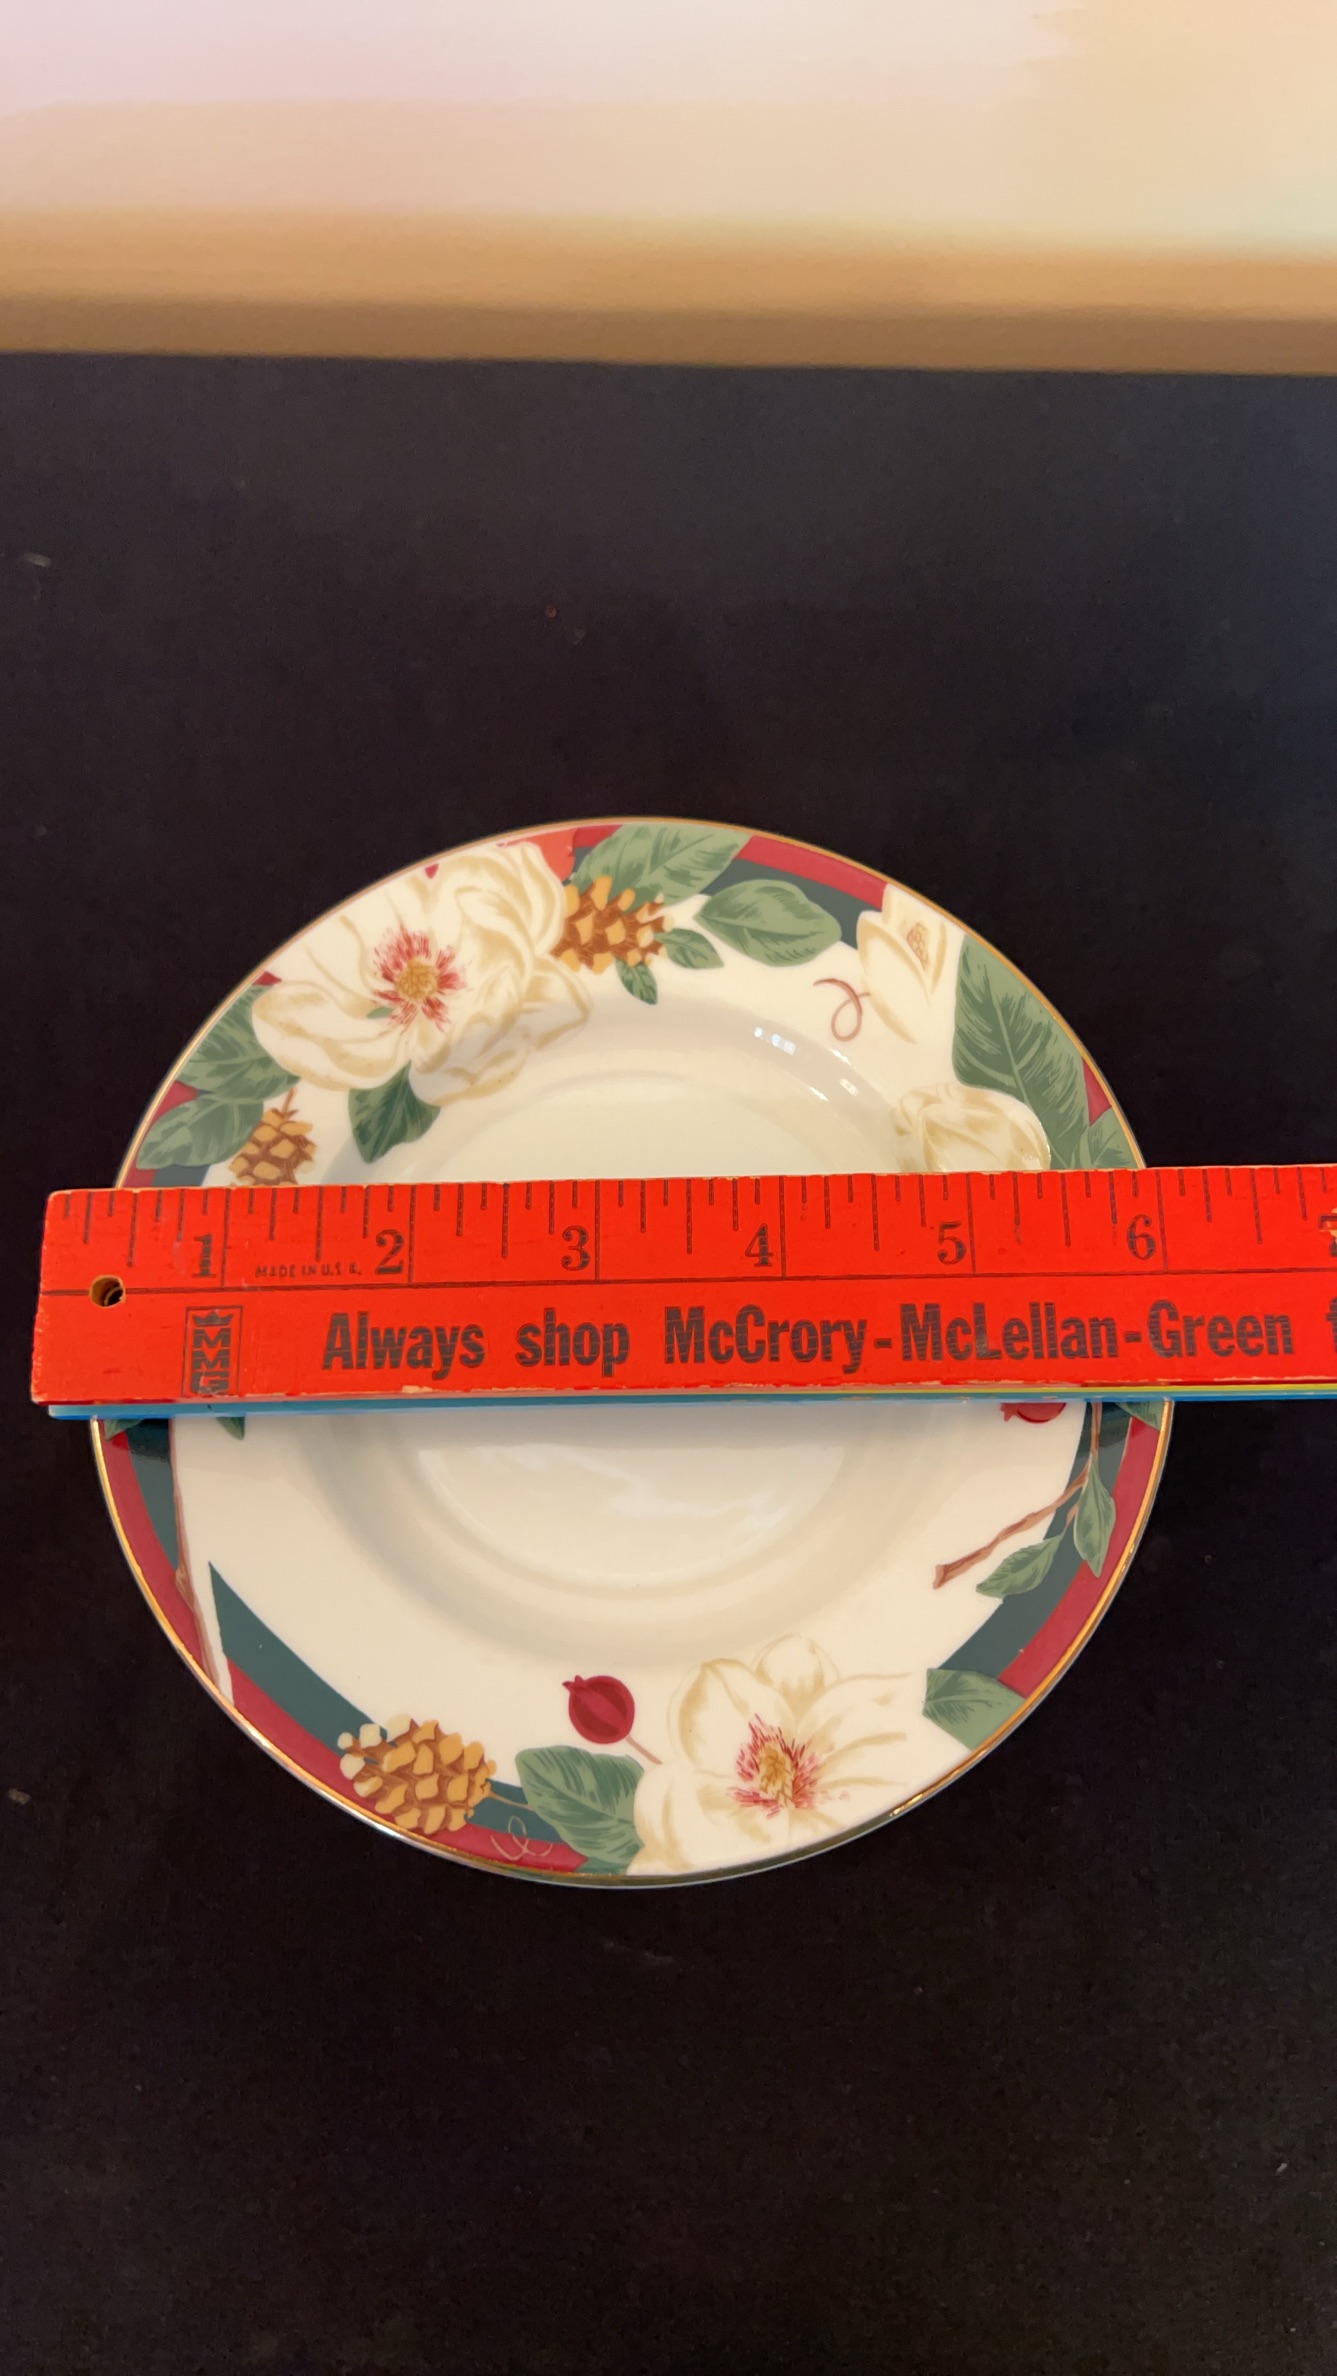 1 2 3 4 5 6
MADE IN U.S.A.
MMG Always shop McCrory-McLellan-Green